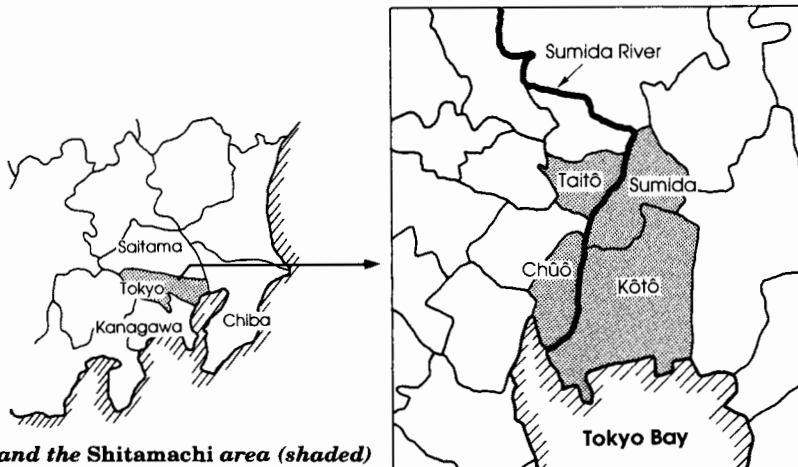 Saitama
Tokyo
Kanagawa
Chiba
Sumida River
Taitô
Sumida
Chûô
Kôtô
Tokyo Bay
and the Shitamachi area (shaded)